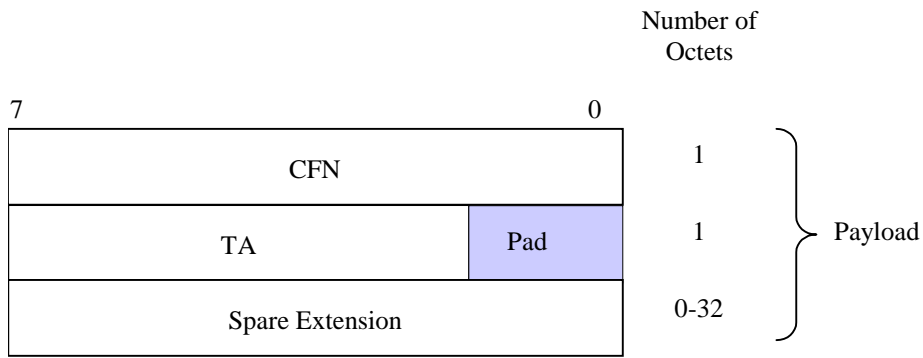 Number of
Octets
7 0
CFN 1
TA Pad 1 Payload
Spare Extension 0-32